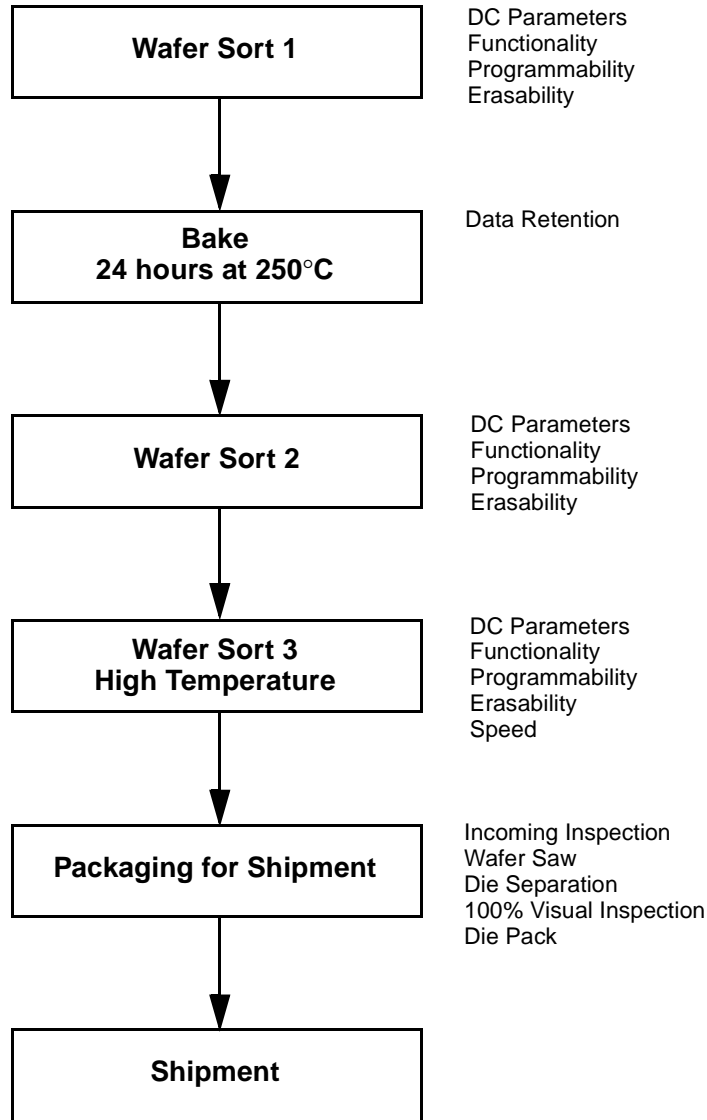 Wafer Sort 1
DC Parameters
Functionality
Programmability
Erasability
Bake
24 hours at 250°C
Data Retention
Wafer Sort 2
DC Parameters
Functionality
Programmability
Erasability
Wafer Sort 3
High Temperature
DC Parameters
Functionality
Programmability
Erasability
Speed
Packaging for Shipment
Incoming Inspection
Wafer Saw
Die Separation
100% Visual Inspection
Die Pack
Shipment